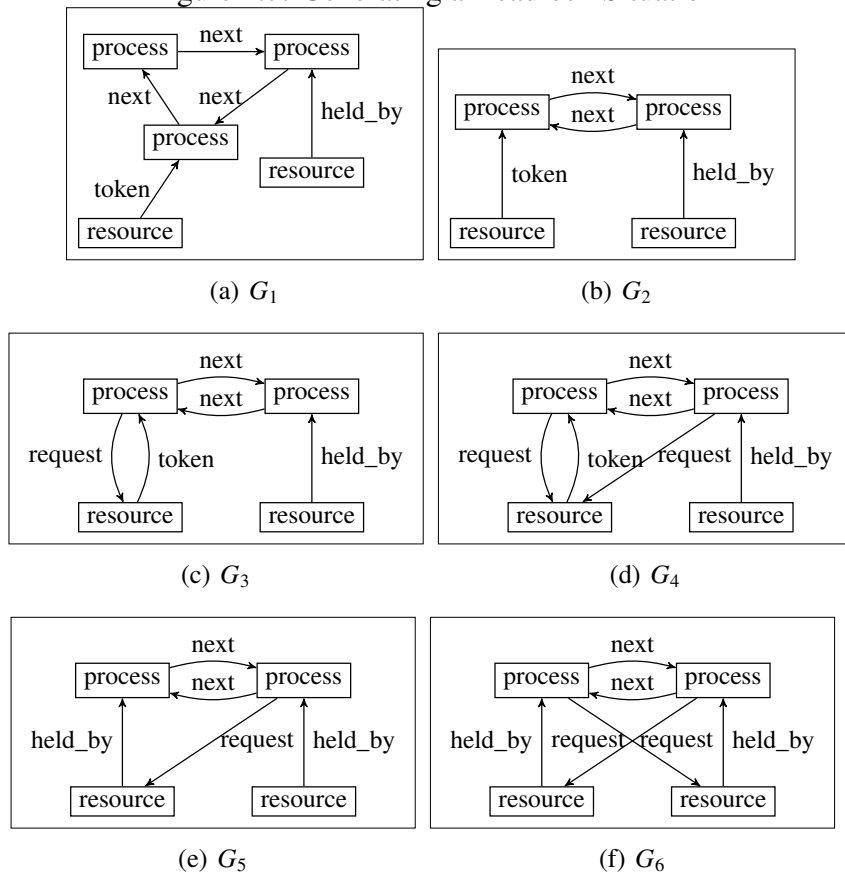 next
process process
next next
held_by
process
resource
token
resource
(a) G₁
next
process process
next
token held_by
resource resource
(b) G₂
next
process process
next
request token held_by
resource resource
(c) G₃
next
process process
next
request token request held_by
resource resource
(d) G₄
next
process process
next
held_by request held_by
resource resource
(e) G₅
next
process process
next
held_by request request held_by
resource resource
(f) G₆